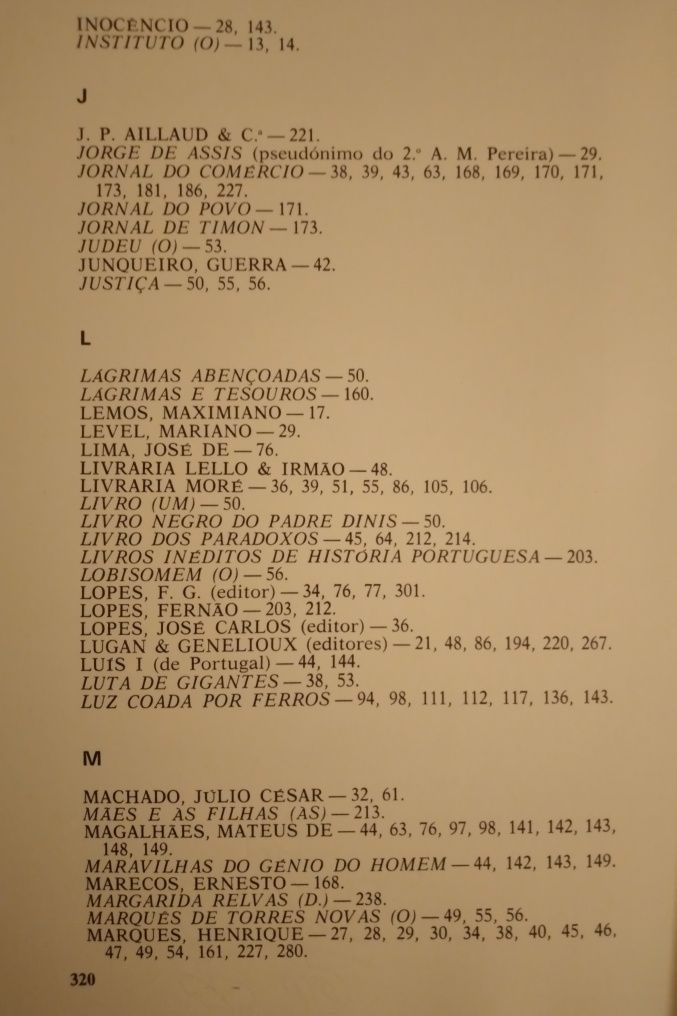 INOCÊNCIO — 28, 143.
INSTITUTO (O) — 13, 14.
J
J. P. AILLAUD & C.ª — 221.
JORGE DE ASSIS (pseudónimo do 2.º A. M. Pereira) — 29.
JORNAL DO COMÉRCIO — 38, 39, 43, 63, 168, 169, 170, 171,
173, 181, 186, 227.
JORNAL DO POVO — 171.
JORNAL DE TIMON — 173.
JUDEU (O) — 53.
JUNQUEIRO, GUERRA — 42.
JUSTIÇA — 50, 55, 56.
L
LÁGRIMAS ABENÇOADAS — 50.
LÁGRIMAS E TESOUROS — 160.
LEMOS, MAXIMIANO — 17.
LEVEL, MARIANO — 29.
LIMA, JOSÉ DE — 76.
LIVRARIA LELLO & IRMÃO — 48.
LIVRARIA MORÉ — 36, 39, 51, 55, 86, 105, 106.
LIVRO (UM) — 50.
LIVRO NEGRO DO PADRE DINIS — 50.
LIVRO DOS PARADOXOS — 45, 64, 212, 214.
LIVROS INÉDITOS DE HISTÓRIA PORTUGUESA — 203.
LOBISOMEM (O) — 56.
LOPES, F. G. (editor) — 34, 76, 77, 301.
LOPES, FERNÃO — 203, 212.
LOPES, JOSÉ CARLOS (editor) — 36.
LUGAN & GENELIOUX (editores) — 21, 48, 86, 194, 220, 267.
LUÍS I (de Portugal) — 44, 144.
LUTA DE GIGANTES — 38, 53.
LUZ COADA POR FERROS — 94, 98, 111, 112, 117, 136, 143.
M
MACHADO, JÚLIO CÉSAR — 32, 61.
MÃES E ÀS FILHAS (ÀS) — 213.
MAGALHÃES, MATEUS DE — 44, 63, 76, 97, 98, 141, 142, 143,
148, 149.
MARAVILHAS DO GÉNIO DO HOMEM — 44, 142, 143, 149.
MARECOS, ERNESTO — 168.
MARGARIDA RELVAS (D.) — 238.
MARQUÊS DE TORRES NOVAS (O) — 49, 55, 56.
MARQUES, HENRIQUE — 27, 28, 29, 30, 34, 38, 40, 45, 46,
47, 49, 54, 161, 227, 280.
320